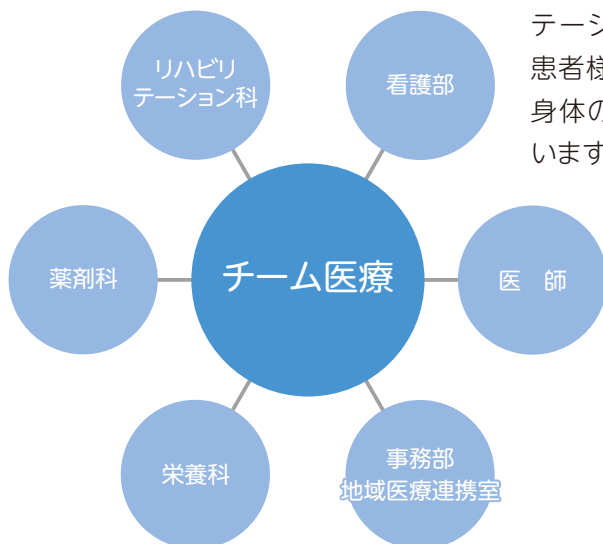 テーシ
患者様
身体の
います
リハビリ
テーション科
看護部
薬剤科
チーム医療
医　師
栄養科
事務部
地域医療連携室